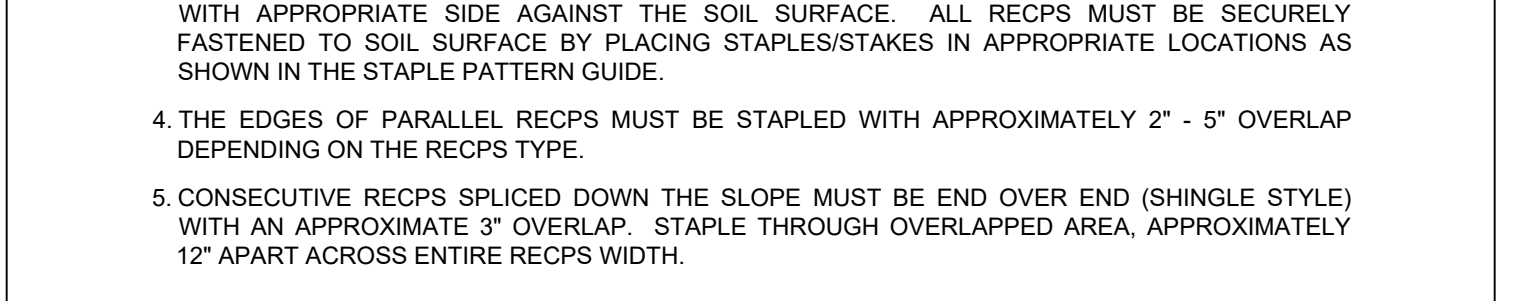 WITH APPROPRIATE SIDE AGAINST THE SOIL SURFACE. ALL RECPS MUST BE SECURELY
FASTENED TO SOIL SURFACE BY PLACING STAPLES/STAKES IN APPROPRIATE LOCATIONS AS
SHOWN IN THE STAPLE PATTERN GUIDE.
4. THE EDGES OF PARALLEL RECPS MUST BE STAPLED WITH APPROXIMATELY 2" - 5" OVERLAP
DEPENDING ON THE RECPS TYPE.
5. CONSECUTIVE RECPS SPLICED DOWN THE SLOPE MUST BE END OVER END (SHINGLE STYLE)
WITH AN APPROXIMATE 3" OVERLAP. STAPLE THROUGH OVERLAPPED AREA, APPROXIMATELY
12" APART ACROSS ENTIRE RECPS WIDTH.